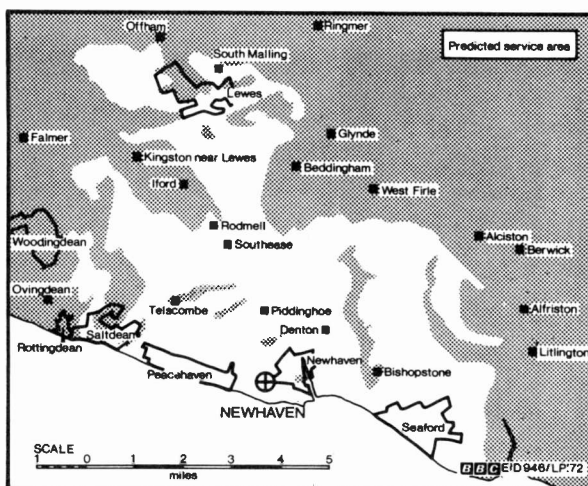 Offham
Ringmer
Predicted service area
South Malling
Lewes
Falmer
Glynde
Kingston near Lewes
Beddingham
Iford
West Firle
Rodmell
Woodingdean
Southease
Alciston
Berwick
Ovingdean
Telscombe
Piddinghoe
Alfriston
Saltdean
Denton
Rottingdean
Newhaven
Litlington
Peacehaven
Bishopstone
NEWHAVEN
Seaford
SCALE
1 0 1 2 3 4 5
miles
BBC EID 946/LP.'72